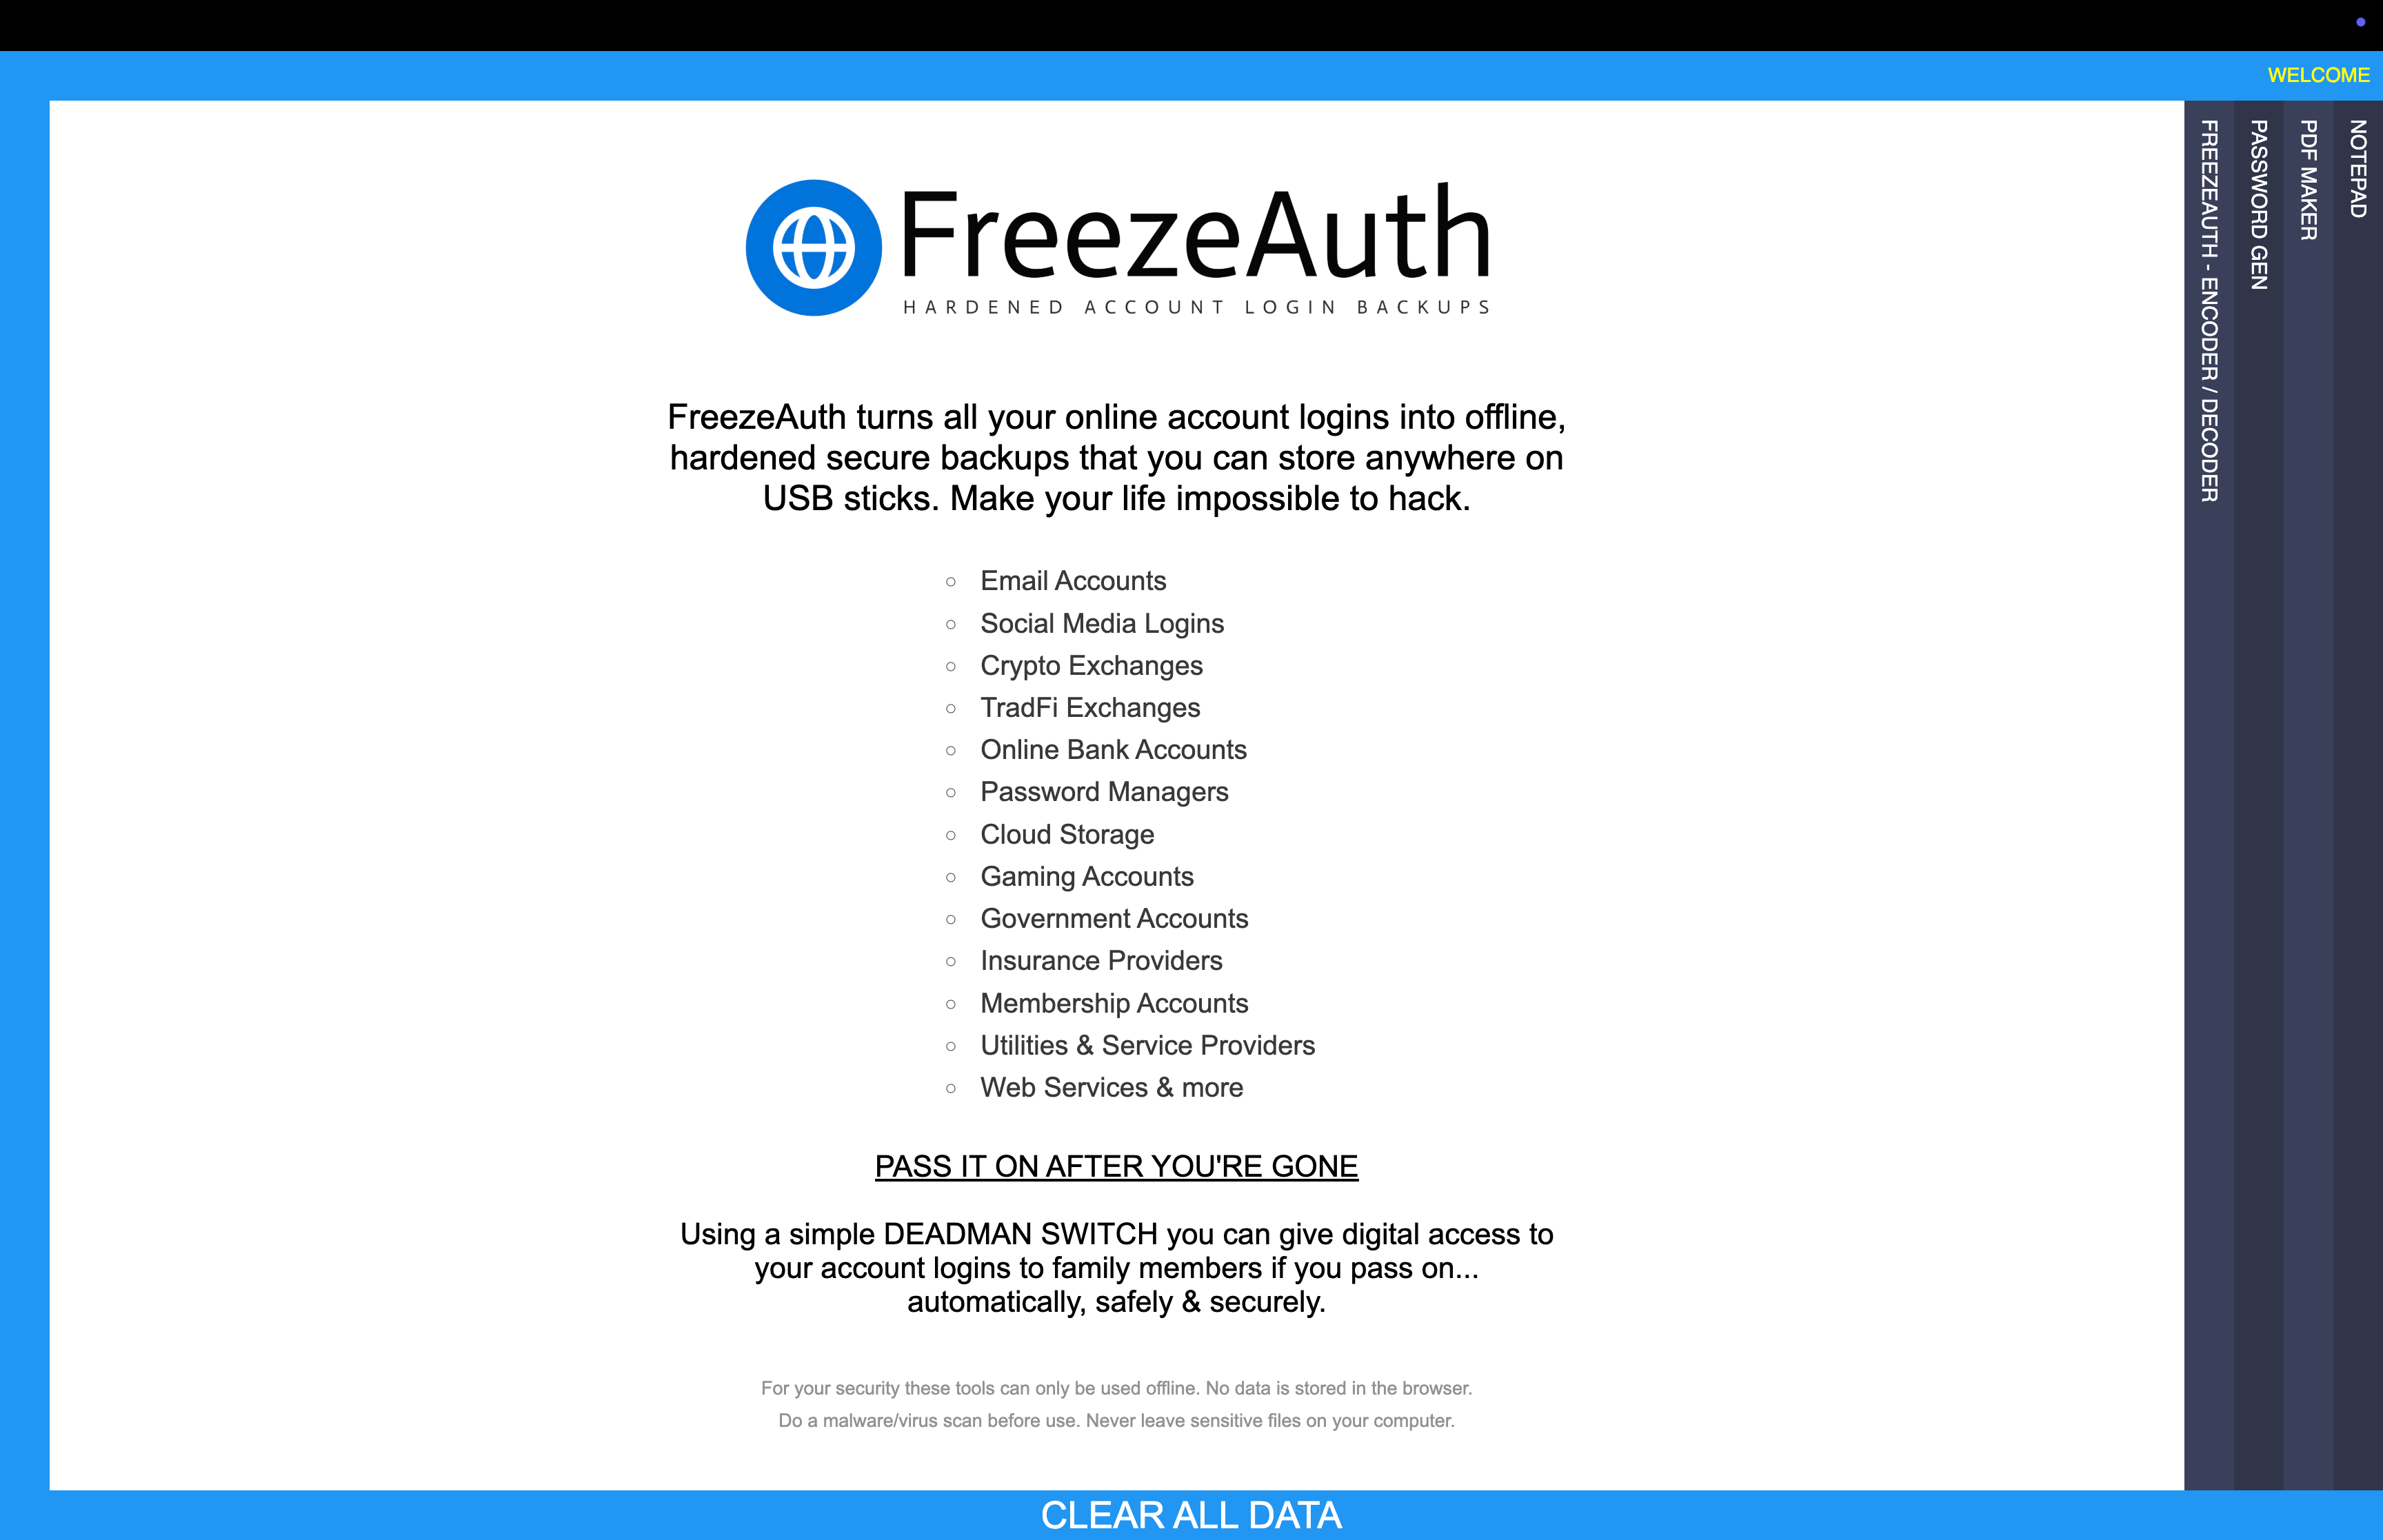 WELCOME
FreezeAuth
HARDENED ACCOUNT LOGIN BACKUPS
FreezeAuth turns all your online account logins into offline,
hardened secure backups that you can store anywhere on
USB sticks. Make your life impossible to hack.
Email Accounts
Social Media Logins
Crypto Exchanges
TradFi Exchanges
Online Bank Accounts
Password Managers
Cloud Storage
Gaming Accounts
Government Accounts
Insurance Providers
Membership Accounts
Utilities & Service Providers
Web Services & more
PASS IT ON AFTER YOU'RE GONE
Using a simple DEADMAN SWITCH you can give digital access to
your account logins to family members if you pass on...
automatically, safely & securely.
For your security these tools can only be used offline. No data is stored in the browser.
Do a malware/virus scan before use. Never leave sensitive files on your computer.
FREEZEAUTH - ENCODER / DECODER
PASSWORD GEN
PDF MAKER
NOTEPAD
CLEAR ALL DATA